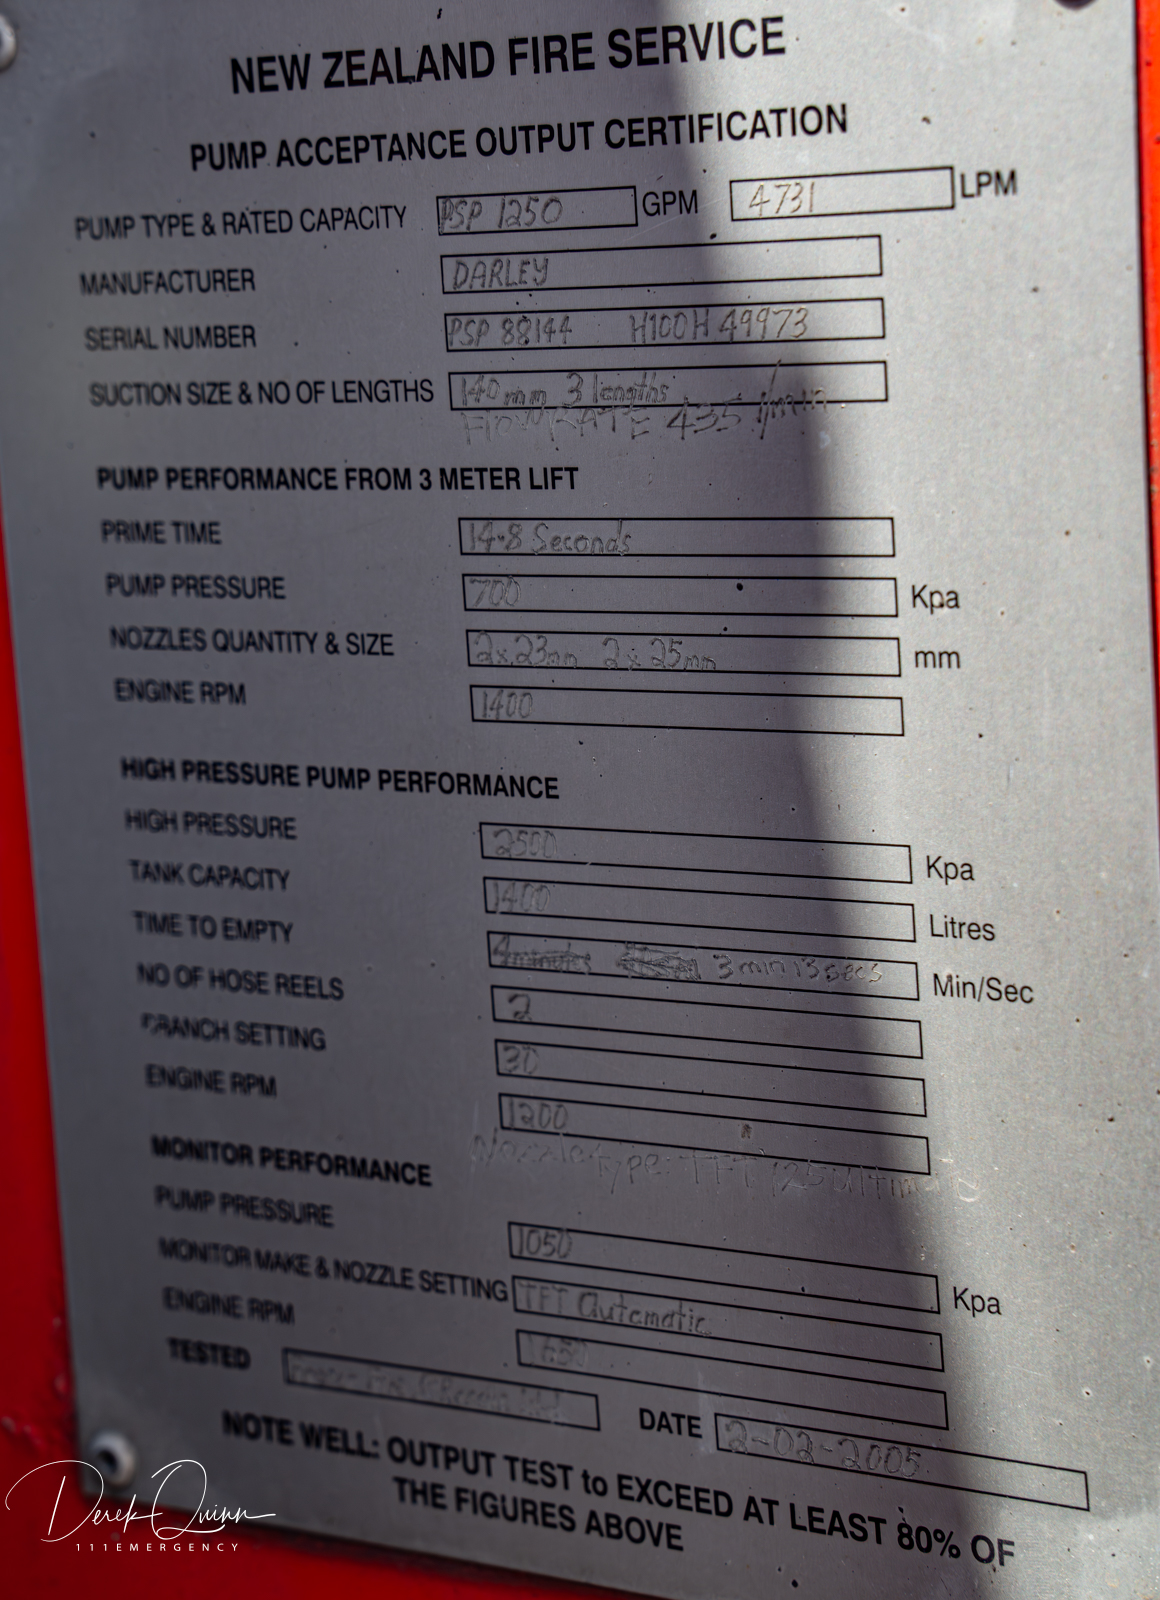 NEW ZEALAND FIRE SERVICE
PUMP ACCEPTANCE OUTPUT CERTIFICATION
PUMP TYPE & RATED CAPACITY PSP 1250 GPM 4731 LPM
MANUFACTURER DARLEY
SERIAL NUMBER PSP 88144 H100H 49973
SUCTION SIZE & NO OF LENGTHS 140mm 3 lengths
FLOWRATE 435 l/min
PUMP PERFORMANCE FROM 3 METER LIFT
PRIME TIME 14.8 Seconds
PUMP PRESSURE 700 Kpa
NOZZLES QUANTITY & SIZE 2x23mm 2x25mm mm
ENGINE RPM 1400
HIGH PRESSURE PUMP PERFORMANCE
HIGH PRESSURE 2500 Kpa
TANK CAPACITY 1400 Litres
TIME TO EMPTY 4 minutes 3min 13secs Min/Sec
NO OF HOSE REELS 2
BRANCH SETTING 30
ENGINE RPM 1200
Nozzle type: TFT 125 Ultimatic
MONITOR PERFORMANCE
PUMP PRESSURE 1050 Kpa
MONITOR MAKE & NOZZLE SETTING TFT Automatic
ENGINE RPM 1650
TESTED DATE 2-02-2005
NOTE WELL: OUTPUT TEST to EXCEED AT LEAST 80% OF
THE FIGURES ABOVE
Derek Quinn
111EMERGENCY